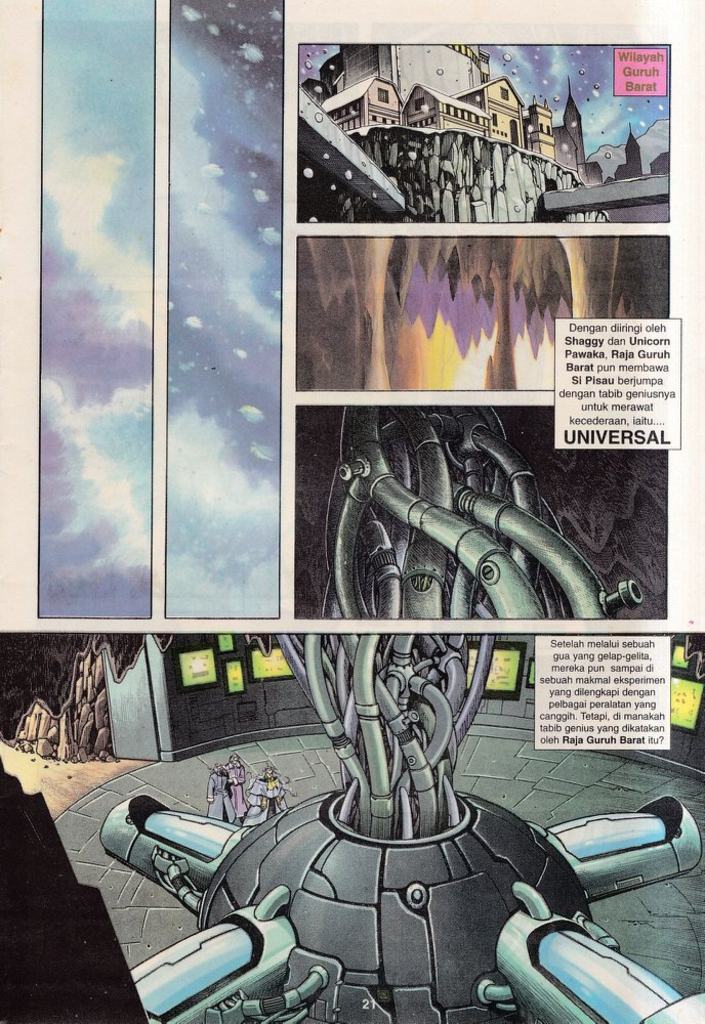 Wilayah
Guruh
Barat
Dengan diiringi oleh
Shaggy dan Unicorn
Pawaka, Raja Guruh
Barat pun membawa
Si Pisau berjumpa
dengan tabib geniusnya
untuk merawat
kecederaan, iaitu....
UNIVERSAL
Setelah melalui sebuah
gua yang gelap-gelita,
mereka pun sampai di
sebuah makmal eksperimen
yang dilengkapi dengan
pelbagai peralatan yang
canggih. Tetapi, di manakah
tabib genius yang dikatakan
oleh Raja Guruh Barat itu?
21